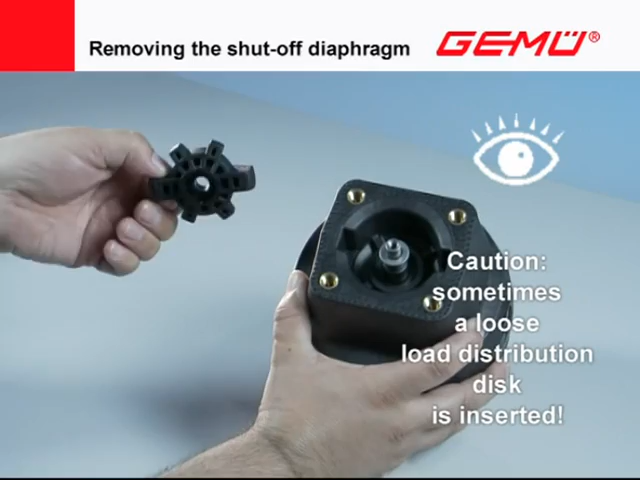 Removing the shut-off diaphragm
GEMÜ®
Caution:
sometimes
a loose
load distribution
disk
is inserted!